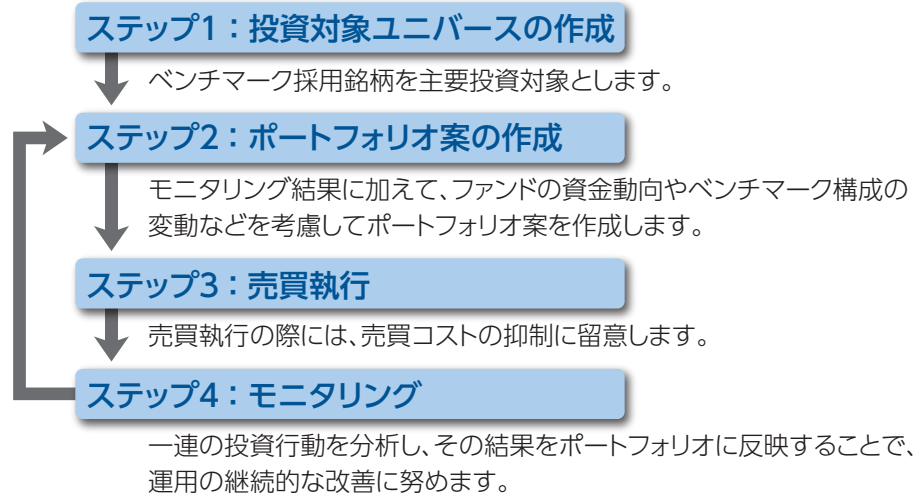 ステップ1：投資対象ユニバースの作成
ベンチマーク採用銘柄を主要投資対象とします。
ステップ2：ポートフォリオ案の作成
モニタリング結果に加えて、ファンドの資金動向やベンチマーク構成の
変動などを考慮してポートフォリオ案を作成します。
ステップ3：売買執行
売買執行の際には、売買コストの抑制に留意します。
ステップ4：モニタリング
一連の投資行動を分析し、その結果をポートフォリオに反映することで、
運用の継続的な改善に努めます。